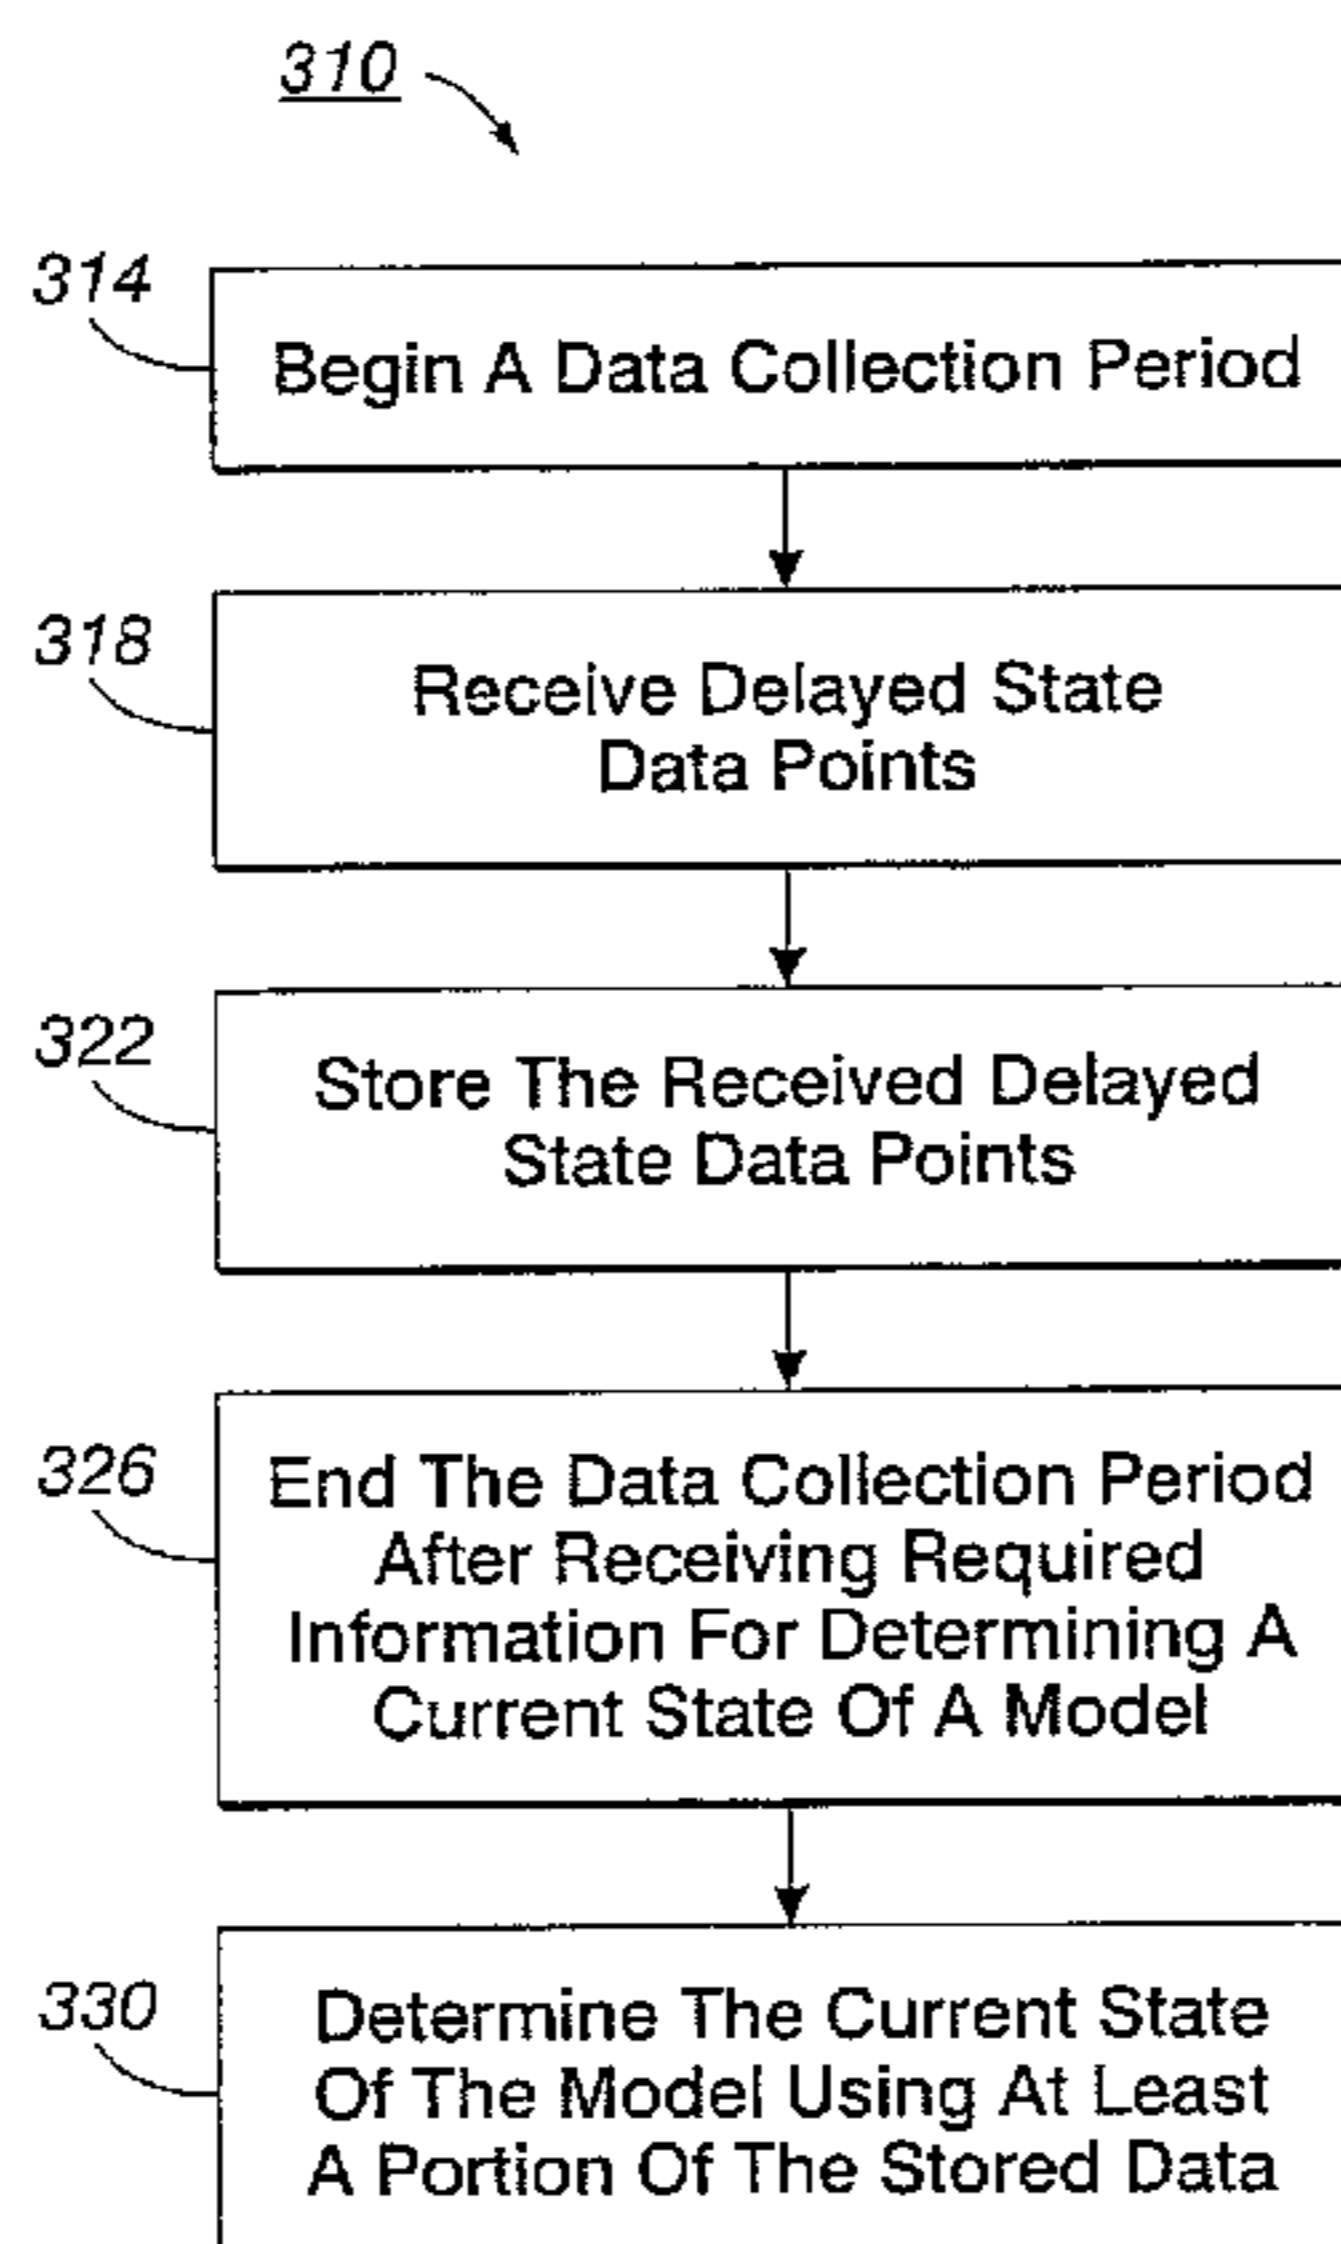 310
314
Begin A Data Collection Period
318
Receive Delayed State
Data Points
322
Store The Received Delayed
State Data Points
326
End The Data Collection Period
After Receiving Required
Information For Determining A
Current State Of A Model
330
Determine The Current State
Of The Model Using At Least
A Portion Of The Stored Data